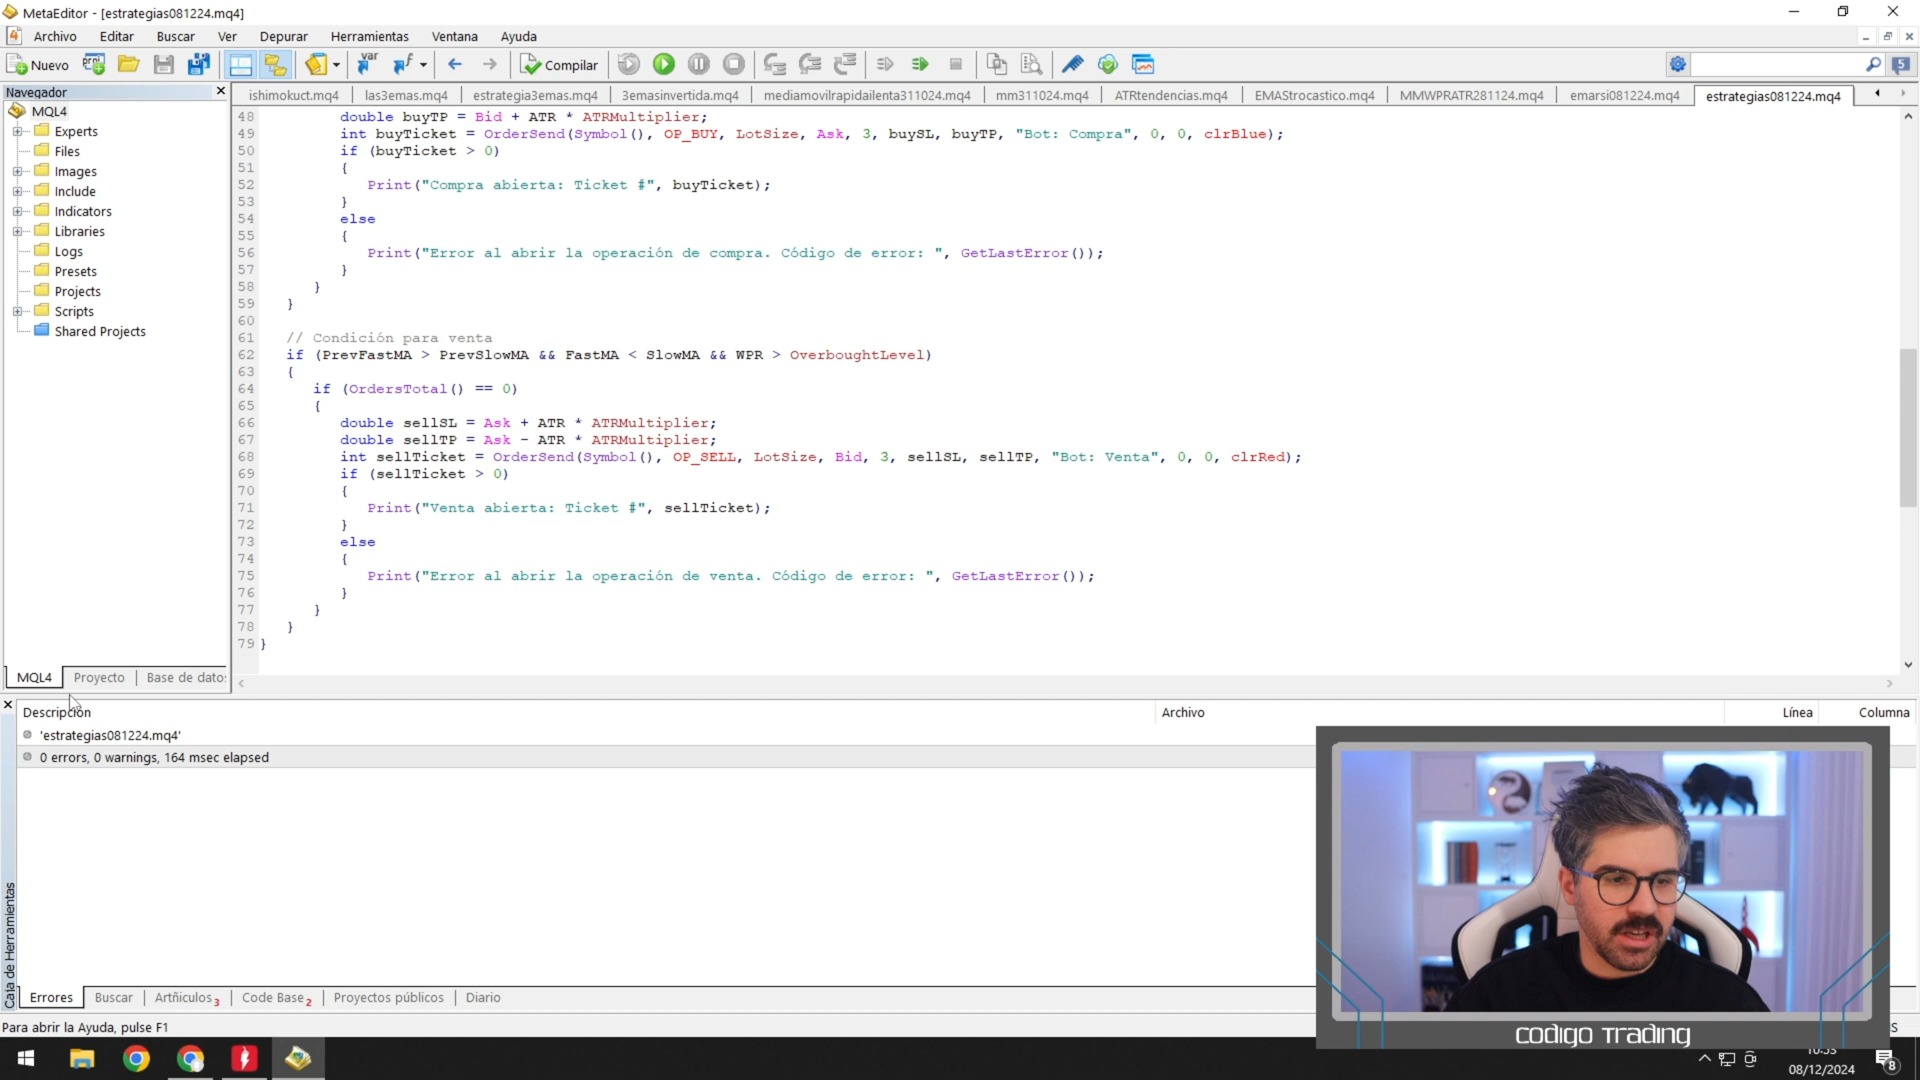 MetaEditor - [estrategias081224.mq4]
Archivo Editar Buscar Ver Depurar Herramientas Ventana Ayuda
Nuevo Compilar
Navegador
MQL4
Experts
Files
Images
Include
Indicators
Libraries
Logs
Presets
Projects
Scripts
Shared Projects
MQL4 Proyecto Base de dato
ishimokuct.mq4 las3emas.mq4 estrategia3emas.mq4 3emasinvertida.mq4 mediamovilrapidailenta311024.mq4 mm311024.mq4 ATRtendencias.mq4 EMAStrocastico.mq4 MMWPRATR281124.mq4 emarsi081224.mq4 estrategias081224.mq4
48 double buyTP = Bid + ATR * ATRMultiplier;
49 int buyTicket = OrderSend(Symbol(), OP_BUY, LotSize, Ask, 3, buySL, buyTP, "Bot: Compra", 0, 0, clrBlue);
50 if (buyTicket > 0)
51 {
52 Print("Compra abierta: Ticket #", buyTicket);
53 }
54 else
55 {
56 Print("Error al abrir la operación de compra. Código de error: ", GetLastError());
57 }
58 }
59 }
60
61 // Condición para venta
62 if (PrevFastMA > PrevSlowMA && FastMA < SlowMA && WPR > OverboughtLevel)
63 {
64 if (OrdersTotal() == 0)
65 {
66 double sellSL = Ask + ATR * ATRMultiplier;
67 double sellTP = Ask - ATR * ATRMultiplier;
68 int sellTicket = OrderSend(Symbol(), OP_SELL, LotSize, Bid, 3, sellSL, sellTP, "Bot: Venta", 0, 0, clrRed);
69 if (sellTicket > 0)
70 {
71 Print("Venta abierta: Ticket #", sellTicket);
72 }
73 else
74 {
75 Print("Error al abrir la operación de venta. Código de error: ", GetLastError());
76 }
77 }
78 }
79 }
Descripción Archivo Línea Columna
'estrategias081224.mq4'
0 errors, 0 warnings, 164 msec elapsed
Caja de Herramientas
Errores Buscar Artñiculos 3 Code Base 2 Proyectos públicos Diario
Para abrir la Ayuda, pulse F1
CODIGO TRADING
08/12/2024
8